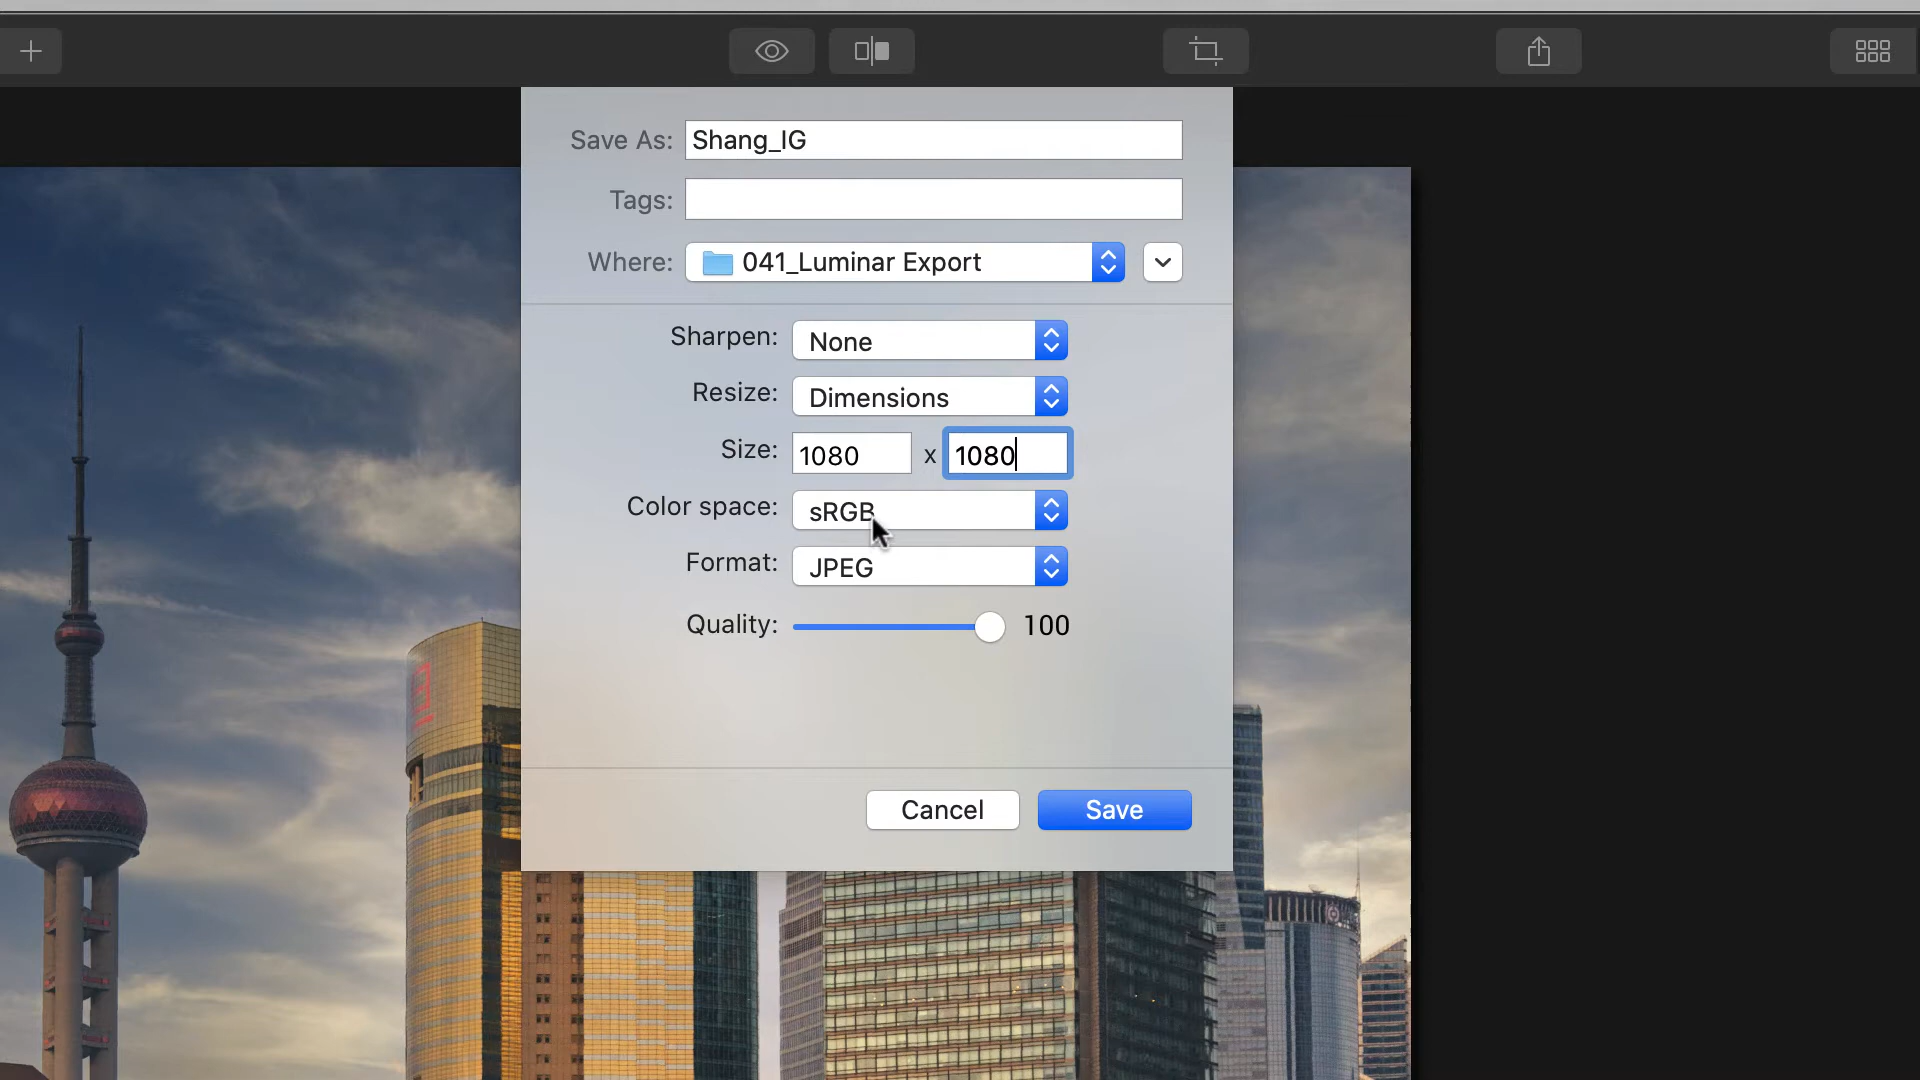 Save As: Shang_IG
Tags:
Where: 041_Luminar Export
Sharpen: None
Resize: Dimensions
Size: 1080 x 1080
Color space: sRGB
Format: JPEG
Quality: 100
Cancel Save